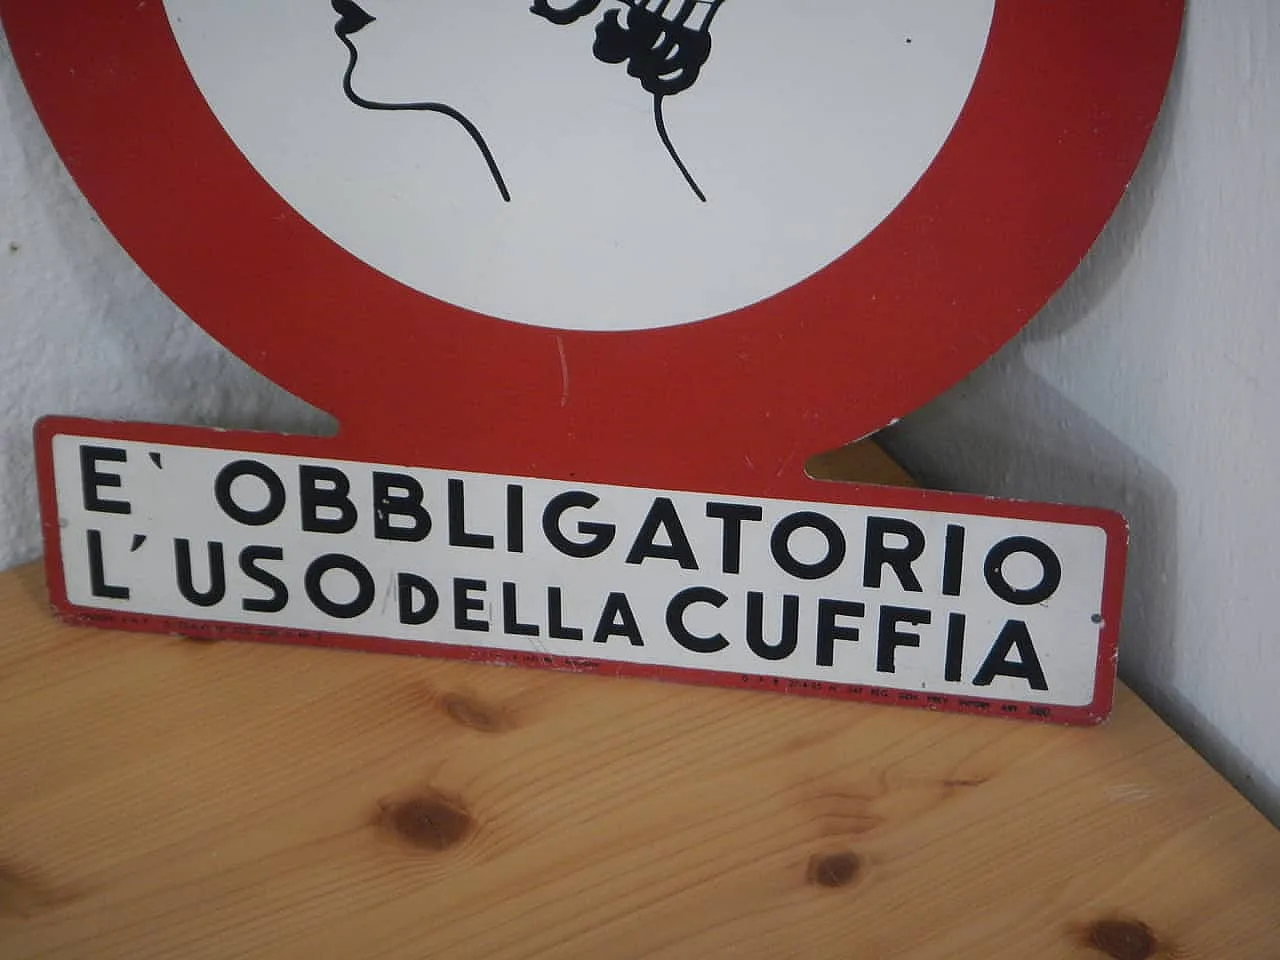 E` OBBLIGATORIO
L'USO DELLA CUFFIA